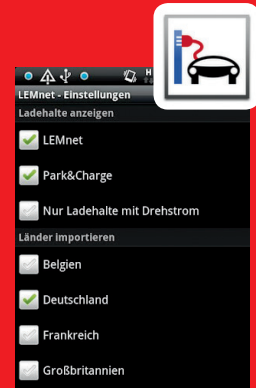 LEMnet - Einstellungen
Ladehalte anzeigen
LEMnet
Park&Charge
Nur Ladehalte mit Drehstrom
Länder importieren
Belgien
Deutschland
Frankreich
Großbritannien